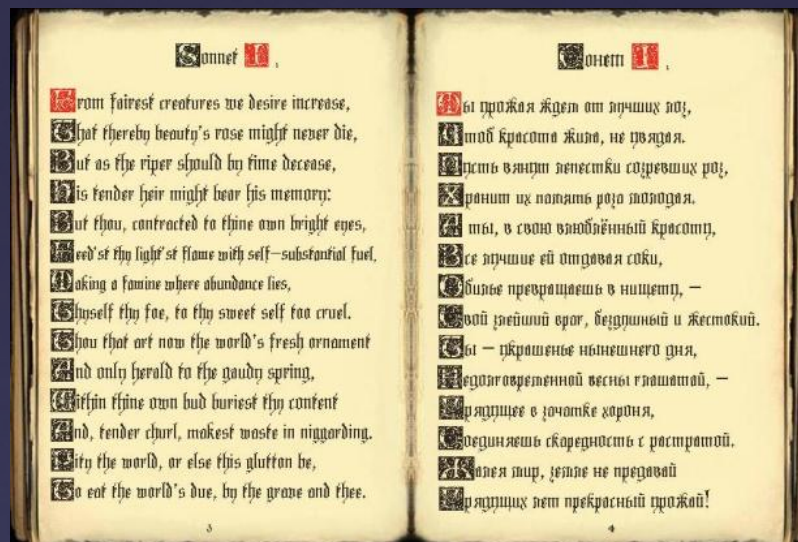 Sonnet I.
From fairest creatures we desire increase,
That thereby beauty's rose might never die,
But as the riper should by time decease,
His tender heir might bear his memory:
But thou, contracted to thine own bright eyes,
Feed'st thy light'st flame with self-substantial fuel,
Making a famine where abundance lies,
Thyself thy foe, to thy sweet self too cruel.
Thou that art now the world's fresh ornament
And only herald to the gaudy spring,
Within thine own bud buriest thy content
And, tender churl, makest waste in niggarding.
Pity the world, or else this glutton be,
To eat the world's due, by the grave and thee.
3
Сонет I.
Мы урожая ждем от лучших лоз,
Чтоб красота жила, не увядая.
Пусть вянут лепестки созревших роз,
Хранит их память роза молодая.
А ты, в свою влюблённый красоту,
Все лучшие ей отдавая соки,
Обилье превращаешь в нищету, –
Свой злейший враг, бездушный и жестокий.
Ты – украшенье нынешнего дня,
Недолговременной весны глашатай, –
Грядущее в зачатке хороня,
Соединяешь скаредность с растратой.
Жалея мир, земле не предавай
Грядущих лет прекрасный урожай!
4